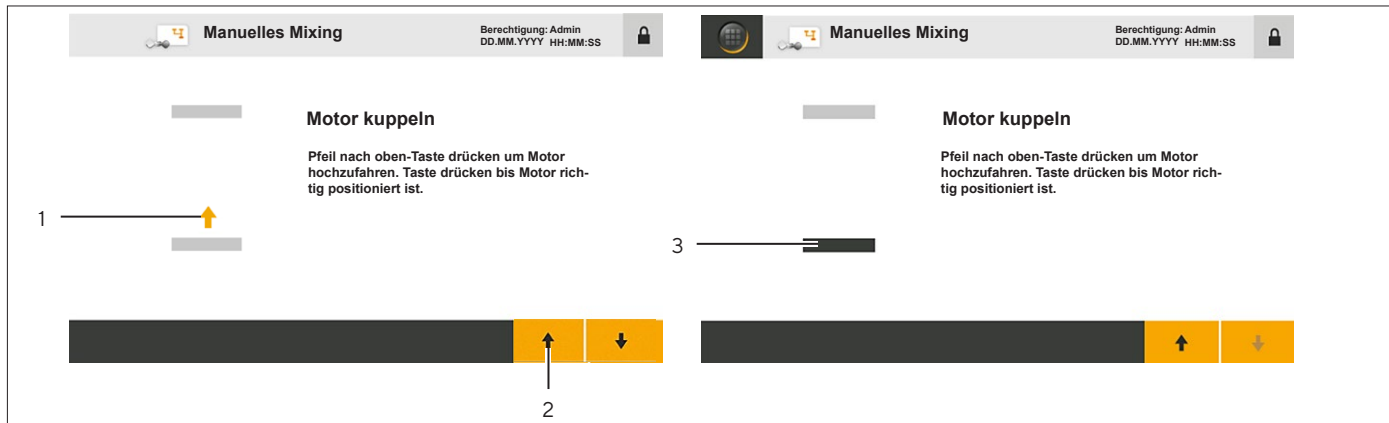 Manuelles Mixing
Berechtigung: Admin
DD.MM.YYYY HH:MM:SS
Motor kuppeln
Pfeil nach oben-Taste drücken um Motor
hochzufahren. Taste drücken bis Motor rich-
tig positioniert ist.
1
2
Manuelles Mixing
Berechtigung: Admin
DD.MM.YYYY HH:MM:SS
Motor kuppeln
Pfeil nach oben-Taste drücken um Motor
hochzufahren. Taste drücken bis Motor rich-
tig positioniert ist.
3